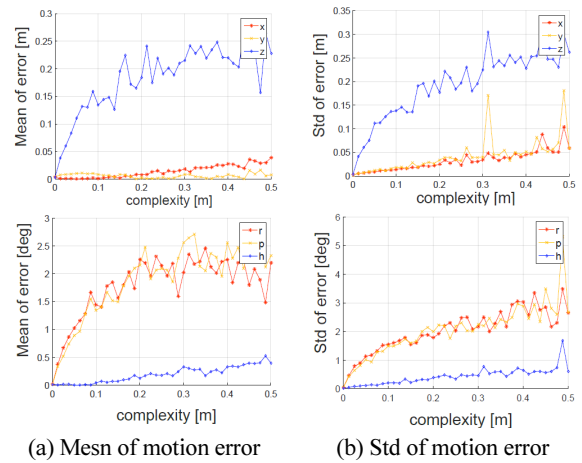 0.3
0.25
0.2
0.15
0.1
0.05
0
Mean of error [m]
x
y
z
0 0.1 0.2 0.3 0.4 0.5
complexity [m]
0.35
0.3
0.25
0.2
0.15
0.1
0.05
0
Std of error [m]
x
y
z
0 0.1 0.2 0.3 0.4 0.5
complexity [m]
3
2.5
2
1.5
1
0.5
0
Mean of error [deg]
r
p
h
0 0.1 0.2 0.3 0.4 0.5
complexity [m]
6
5
4
3
2
1
0
Std of error [deg]
r
p
h
0 0.1 0.2 0.3 0.4 0.5
complexity [m]
(a) Mesn of motion error
(b) Std of motion error